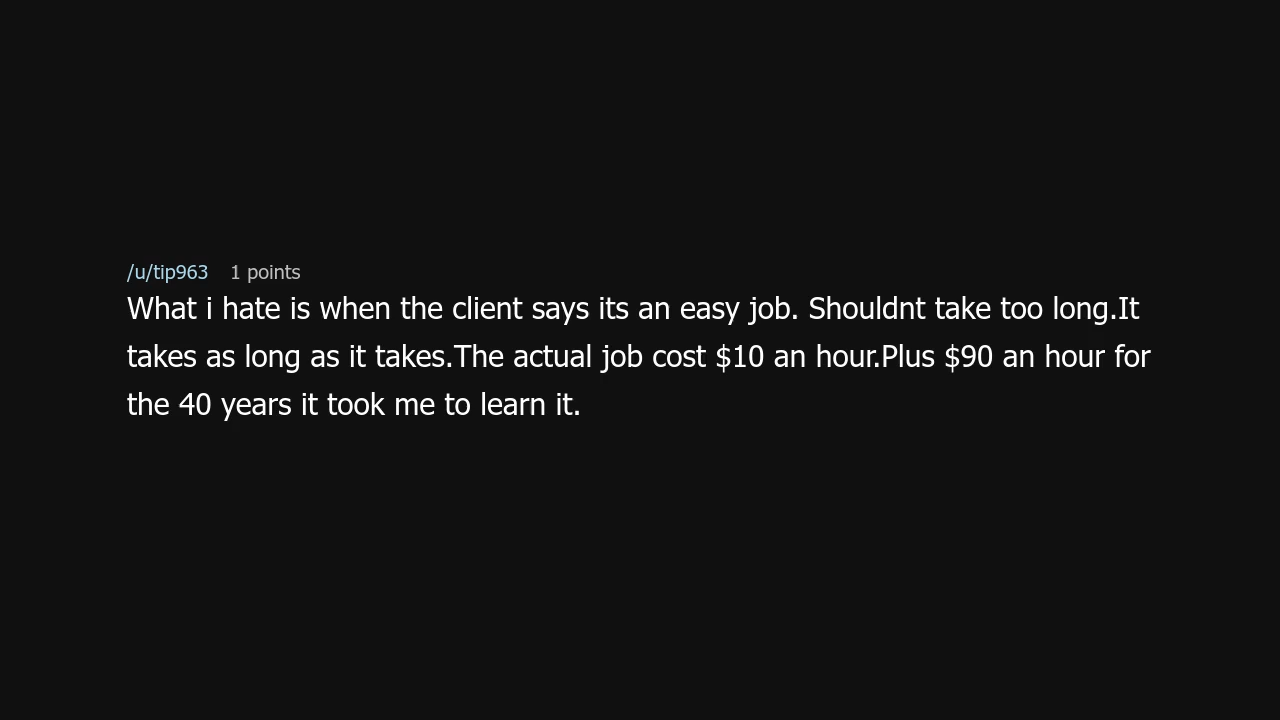 /u/tip963 1 points
What i hate is when the client says its an easy job. Shouldnt take too long.It
takes as long as it takes.The actual job cost $10 an hour.Plus $90 an hour for
the 40 years it took me to learn it.